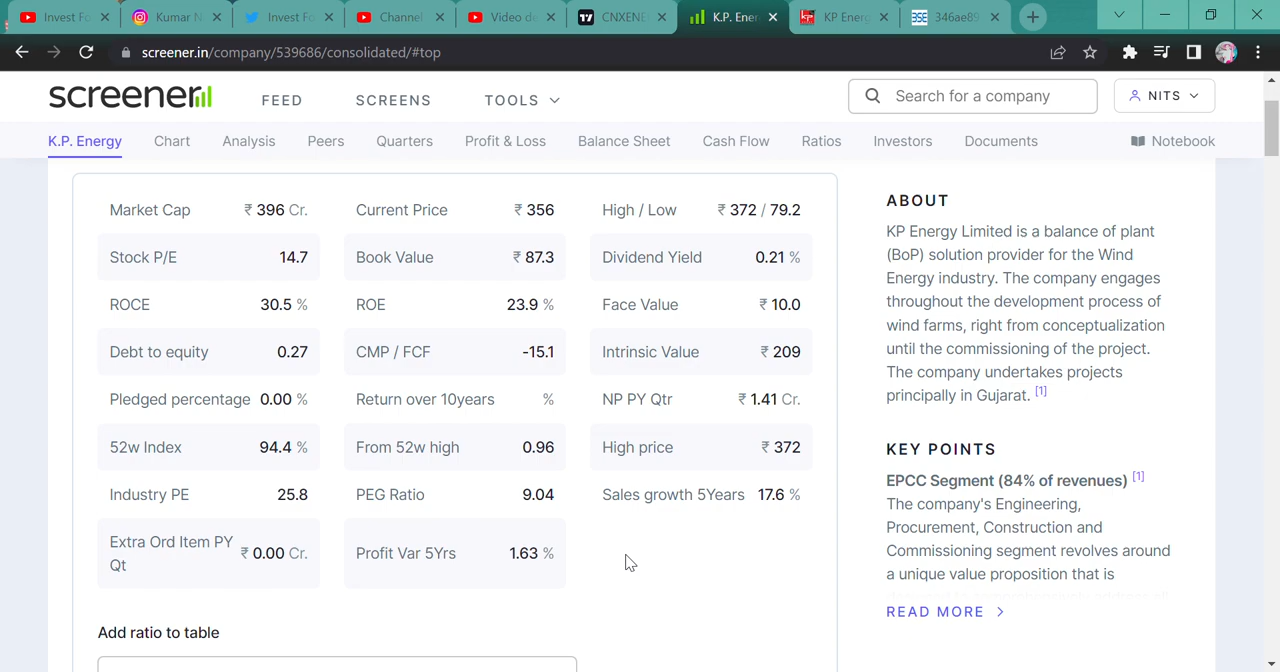 Invest Fo
Kumar N
Invest Fo
Channel
Video de
CNXENE
K.P. Ener
KP Energ
346ae89
screener.in/company/539686/consolidated/#top
screener
FEED
SCREENS
TOOLS
Search for a company
NITS
K.P. Energy
Chart
Analysis
Peers
Quarters
Profit & Loss
Balance Sheet
Cash Flow
Ratios
Investors
Documents
Notebook
Market Cap ₹ 396 Cr.
Current Price ₹ 356
High / Low ₹ 372 / 79.2
Stock P/E 14.7
Book Value ₹ 87.3
Dividend Yield 0.21 %
ROCE 30.5 %
ROE 23.9 %
Face Value ₹ 10.0
Debt to equity 0.27
CMP / FCF -15.1
Intrinsic Value ₹ 209
Pledged percentage 0.00 %
Return over 10years %
NP PY Qtr ₹ 1.41 Cr.
52w Index 94.4 %
From 52w high 0.96
High price ₹ 372
Industry PE 25.8
PEG Ratio 9.04
Sales growth 5Years 17.6 %
Extra Ord Item PY
Qt ₹ 0.00 Cr.
Profit Var 5Yrs 1.63 %
Add ratio to table
ABOUT
KP Energy Limited is a balance of plant
(BoP) solution provider for the Wind
Energy industry. The company engages
throughout the development process of
wind farms, right from conceptualization
until the commissioning of the project.
The company undertakes projects
principally in Gujarat. [1]
KEY POINTS
EPCC Segment (84% of revenues) [1]
The company's Engineering,
Procurement, Construction and
Commissioning segment revolves around
a unique value proposition that is
READ MORE